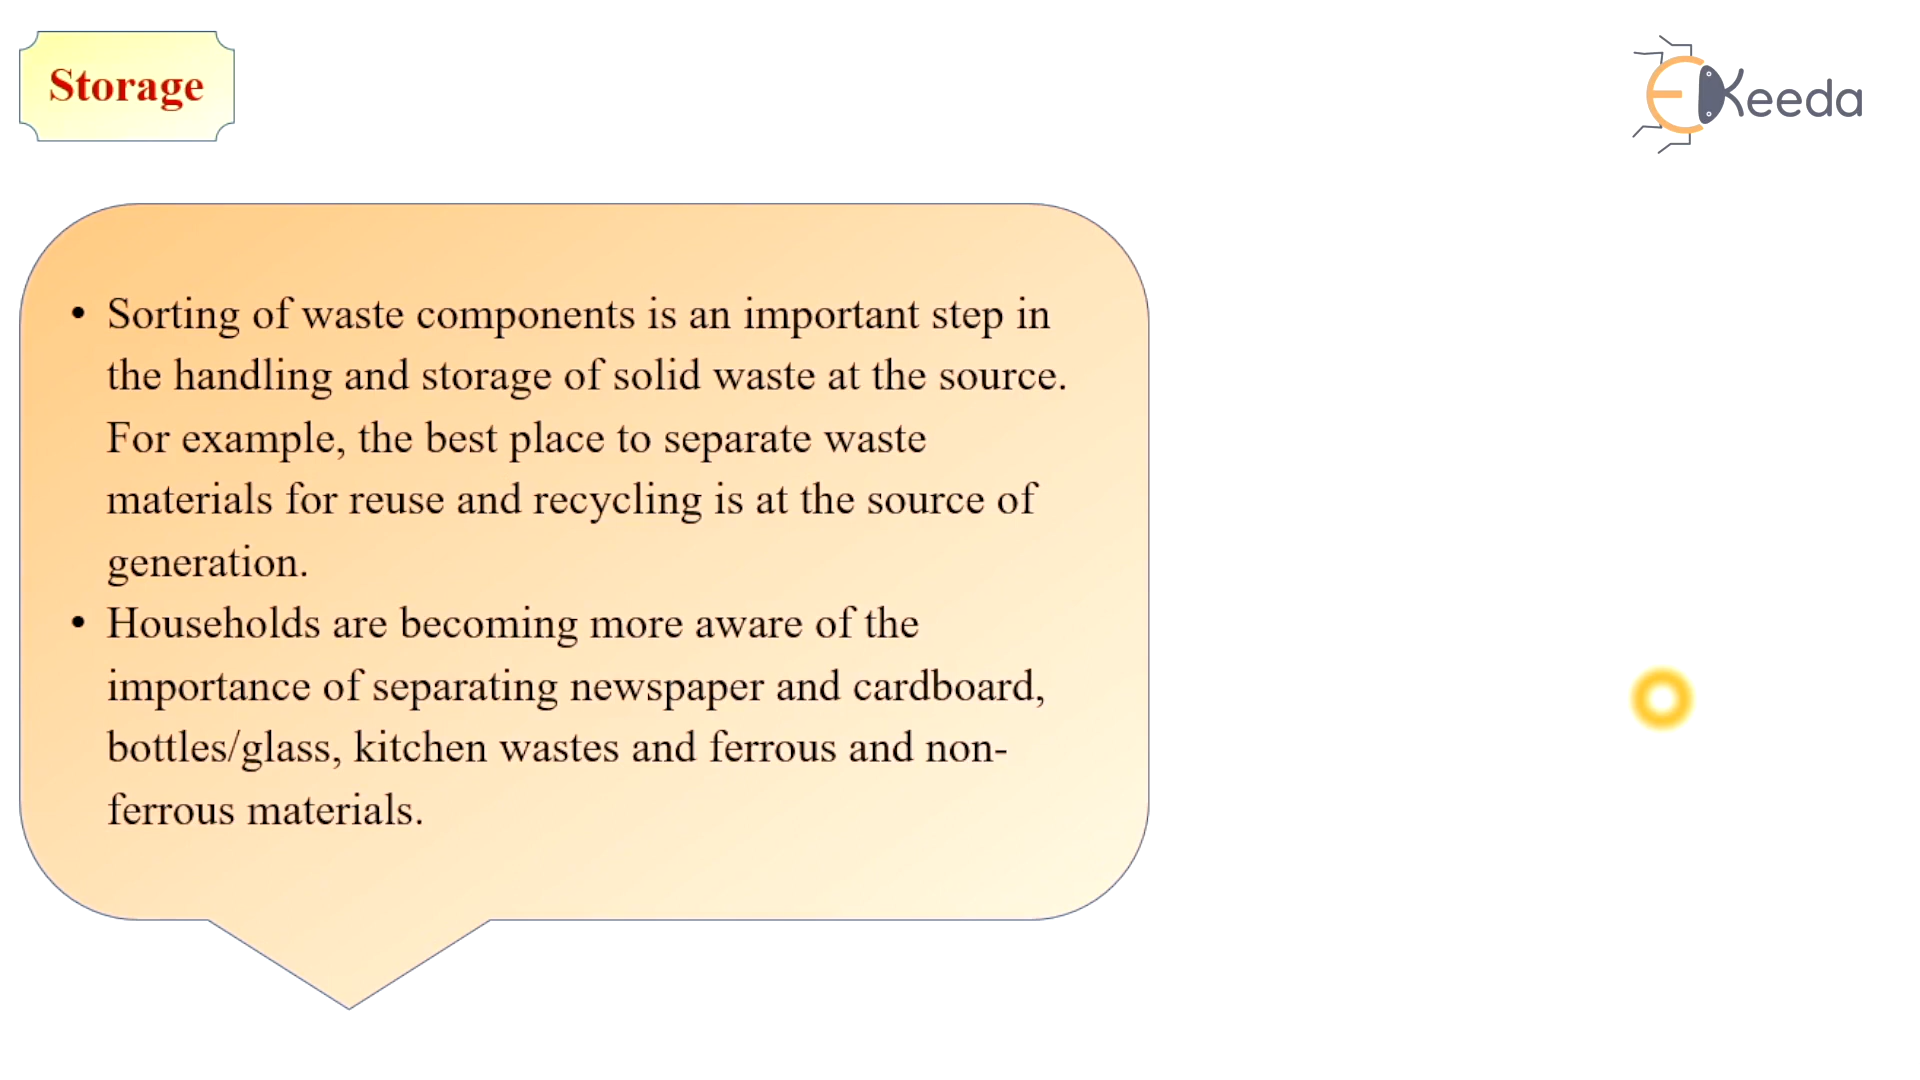 Storage
EKeeda
• Sorting of waste components is an important step in
the handling and storage of solid waste at the source.
For example, the best place to separate waste
materials for reuse and recycling is at the source of
generation.
• Households are becoming more aware of the
importance of separating newspaper and cardboard,
bottles/glass, kitchen wastes and ferrous and non-
ferrous materials.